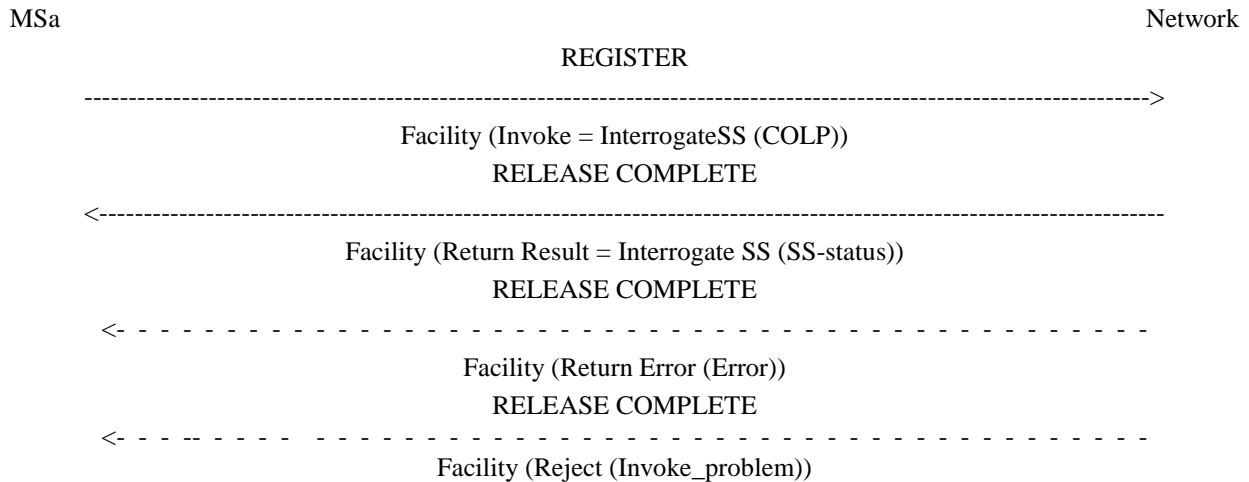 MSa Network
REGISTER
------------------------------------------------------------------------------------------------------------------------>
Facility (Invoke = InterrogateSS (COLP))
RELEASE COMPLETE
<------------------------------------------------------------------------------------------------------------------------
Facility (Return Result = Interrogate SS (SS-status))
RELEASE COMPLETE
<- - - - - - - - - - - - - - - - - - - - - - - - - - - - - - - - - - - - - - - - - - - - - - -
Facility (Return Error (Error))
RELEASE COMPLETE
<- - - -- - - - - - - - - - - - - - - - - - - - - - - - - - - - - - - - - - - - - - - - - - -
Facility (Reject (Invoke_problem))